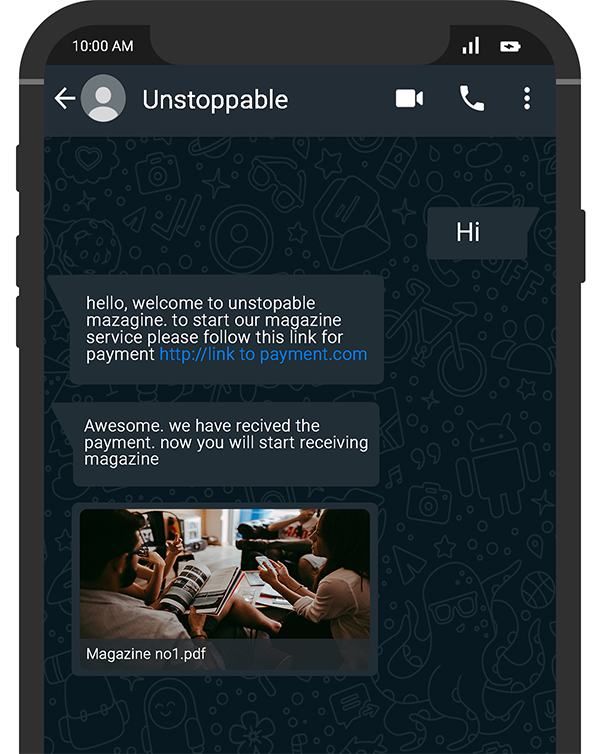 10:00 AM
Unstoppable
Hi
hello, welcome to unstopable
mazagine. to start our magazine
service please follow this link for
payment http://link to payment.com
Awesome. we have recived the
payment. now you will start receiving
magazine
Magazine no1.pdf